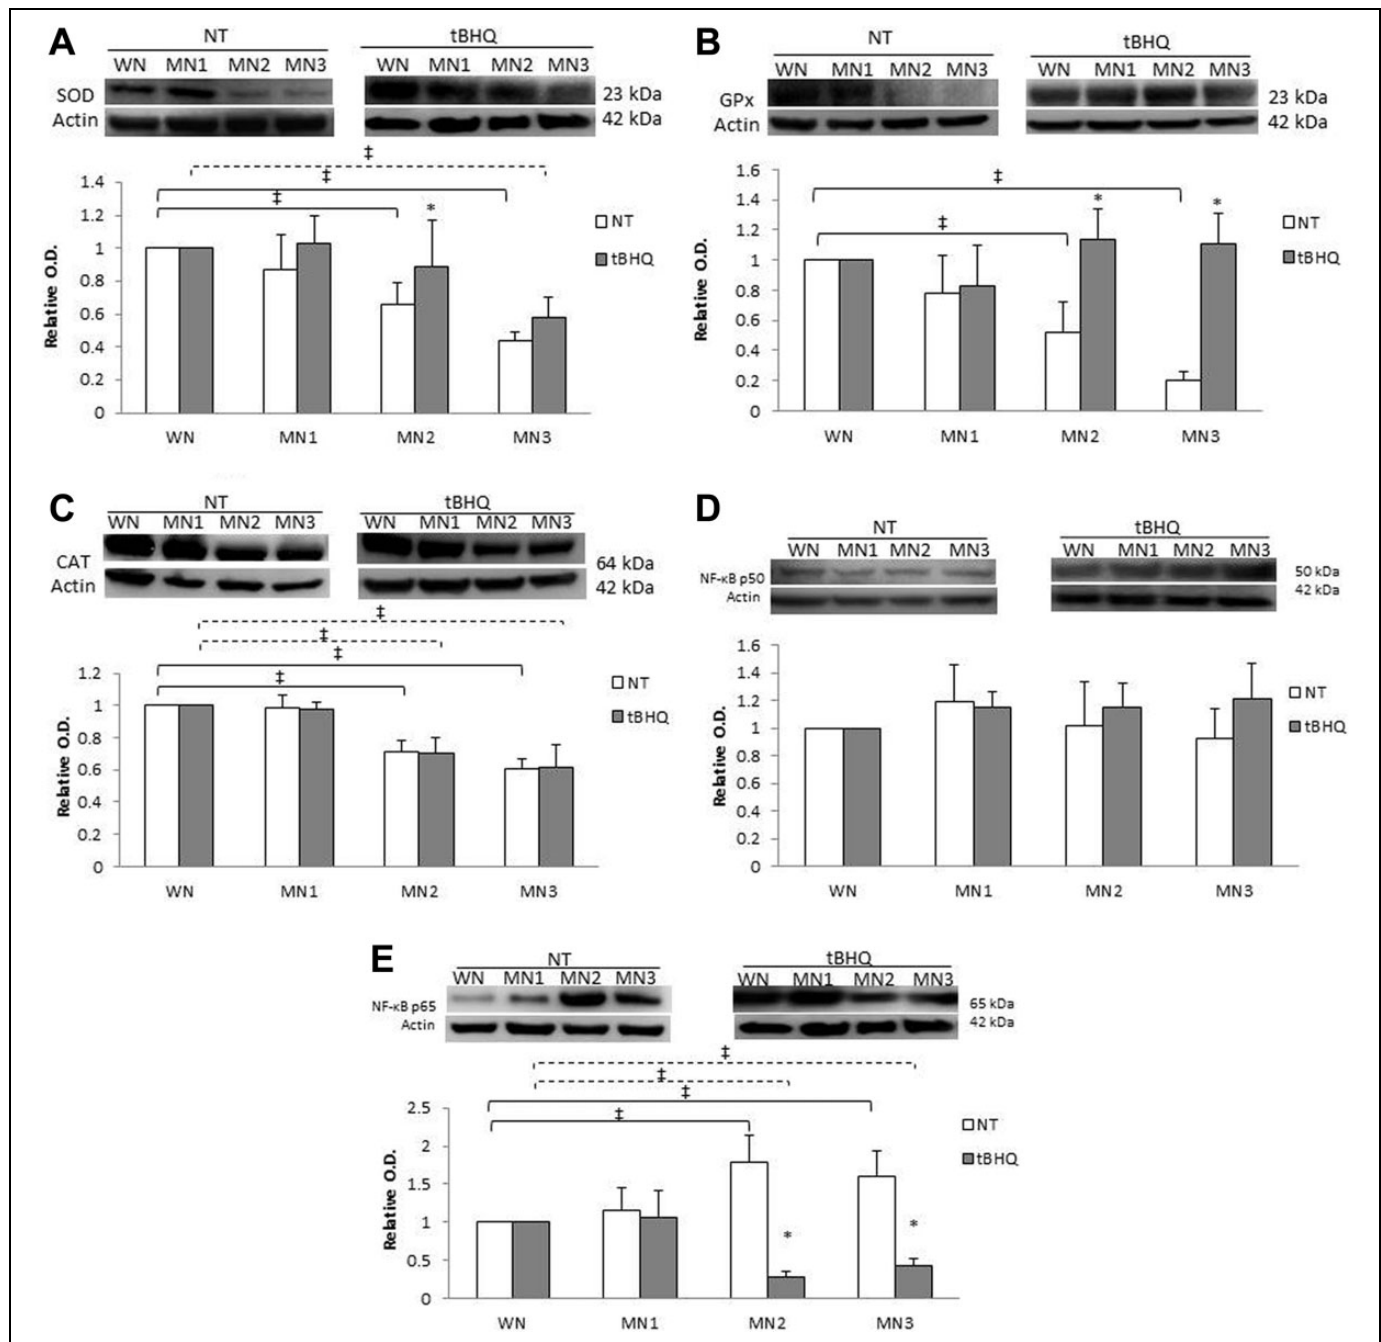 A
NT
tBHQ
WN MN1 MN2 MN3
WN MN1 MN2 MN3
SOD
23 kDa
Actin
42 kDa
‡
‡
‡
*
1.4
1.2
1
0.8
0.6
0.4
0.2
0
Relative O.D.
NT
tBHQ
WN MN1 MN2 MN3
B
NT
tBHQ
WN MN1 MN2 MN3
WN MN1 MN2 MN3
GPx
23 kDa
Actin
42 kDa
‡
‡
* *
1.6
1.4
1.2
1
0.8
0.6
0.4
0.2
0
Relative O.D.
NT
tBHQ
WN MN1 MN2 MN3
C
NT
tBHQ
WN MN1 MN2 MN3
WN MN1 MN2 MN3
CAT
64 kDa
Actin
42 kDa
‡
‡
‡
‡
1.2
1
0.8
0.6
0.4
0.2
0
Relative O.D.
NT
tBHQ
WN MN1 MN2 MN3
D
NT
tBHQ
WN MN1 MN2 MN3
WN MN1 MN2 MN3
NF-κB p50
50 kDa
Actin
42 kDa
1.6
1.4
1.2
1
0.8
0.6
0.4
0.2
0
Relative O.D.
NT
tBHQ
WN MN1 MN2 MN3
E
NT
tBHQ
WN MN1 MN2 MN3
WN MN1 MN2 MN3
NF-κB p65
65 kDa
Actin
42 kDa
‡
‡
‡
‡
* *
2.5
2
1.5
1
0.5
0
Relative O.D.
NT
tBHQ
WN MN1 MN2 MN3